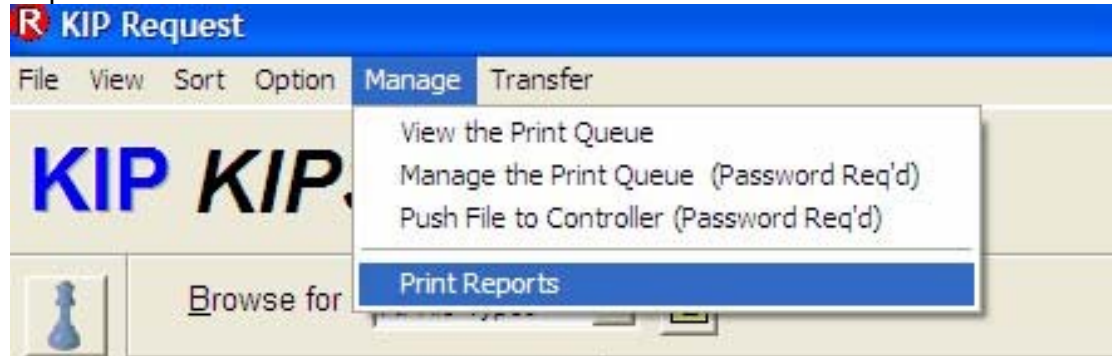 R KIP Request
File View Sort Option Manage Transfer
View the Print Queue
KIP KIP
Manage the Print Queue (Password Req'd)
Push File to Controller (Password Req'd)
Print Reports
Browse for